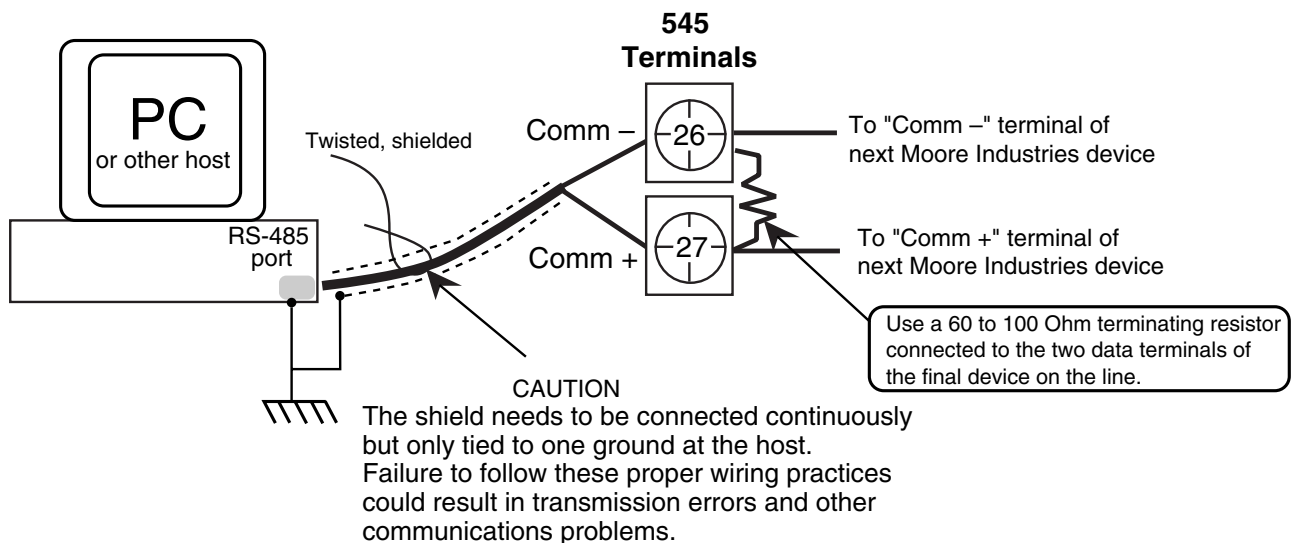 545
Terminals
PC
or other host
RS-485
port
Twisted, shielded
Comm –
26
To "Comm –" terminal of
next Moore Industries device
Comm +
27
To "Comm +" terminal of
next Moore Industries device
Use a 60 to 100 Ohm terminating resistor
connected to the two data terminals of
the final device on the line.
CAUTION
The shield needs to be connected continuously
but only tied to one ground at the host.
Failure to follow these proper wiring practices
could result in transmission errors and other
communications problems.